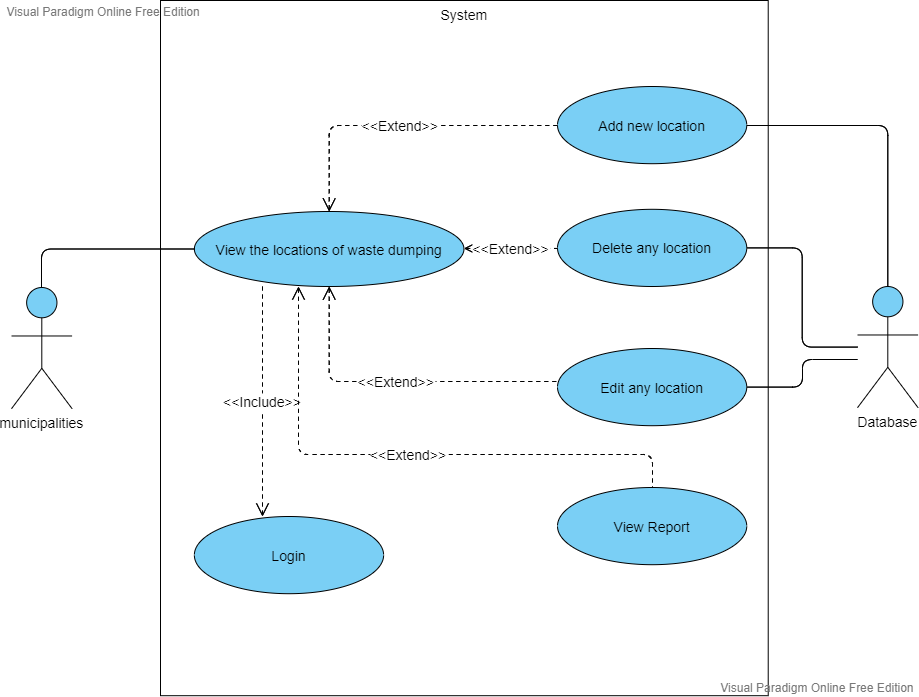 Visual Paradigm Online Free Edition
System
<<Extend>>
Add new location
View the locations of waste dumping
<<Extend>>
Delete any location
<<Extend>>
Edit any location
<<Include>>
municipalities
Database
<<Extend>>
View Report
Login
Visual Paradigm Online Free Edition